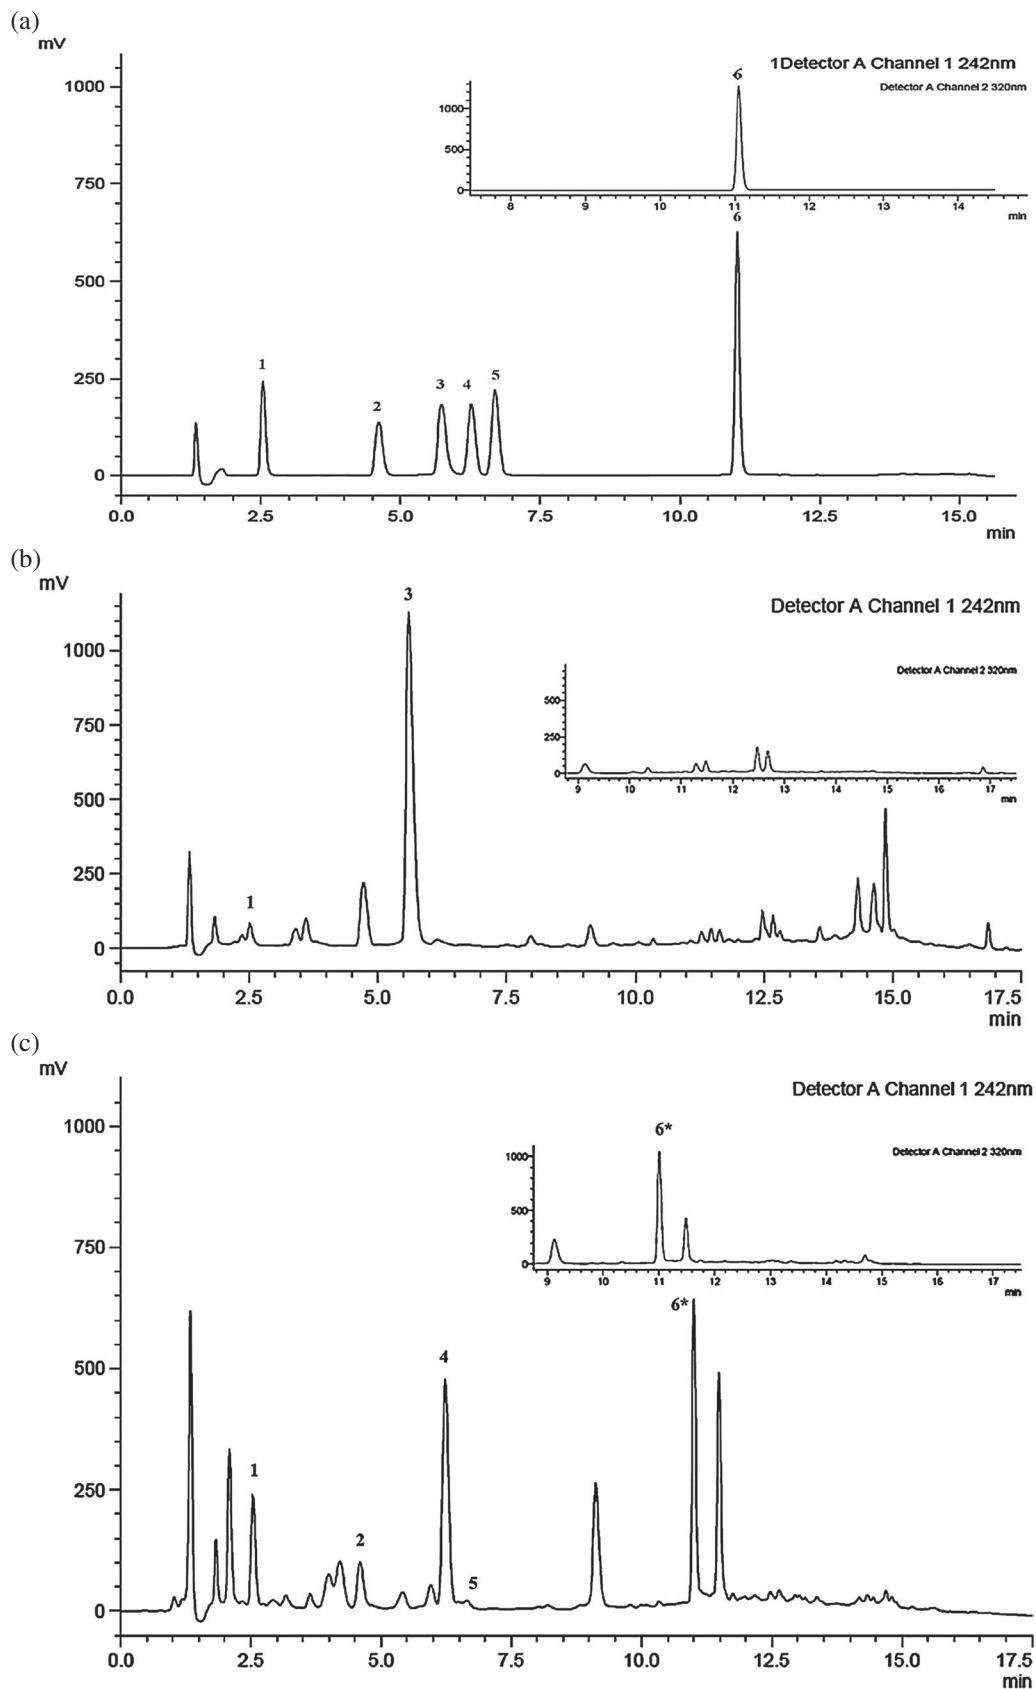 (a)
mV
1Detector A Channel 1 242nm
Detector A Channel 2 320nm
6
1000
500
0
8 9 10 11 12 13 14
min
6
1000
750
500
250
0
1 2 3 4 5
0.0 2.5 5.0 7.5 10.0 12.5 15.0
min
(b)
mV
3
Detector A Channel 1 242nm
Detector A Channel 2 320nm
500
250
0
9 10 11 12 13 14 15 16 17
min
1000
750
500
250
0
1
0.0 2.5 5.0 7.5 10.0 12.5 15.0 17.5
min
(c)
mV
Detector A Channel 1 242nm
6*
Detector A Channel 2 320nm
1000
500
0
9 10 11 12 13 14 15 16 17
min
6*
1000
750
500
250
0
4
1
2
5
0.0 2.5 5.0 7.5 10.0 12.5 15.0 17.5
min